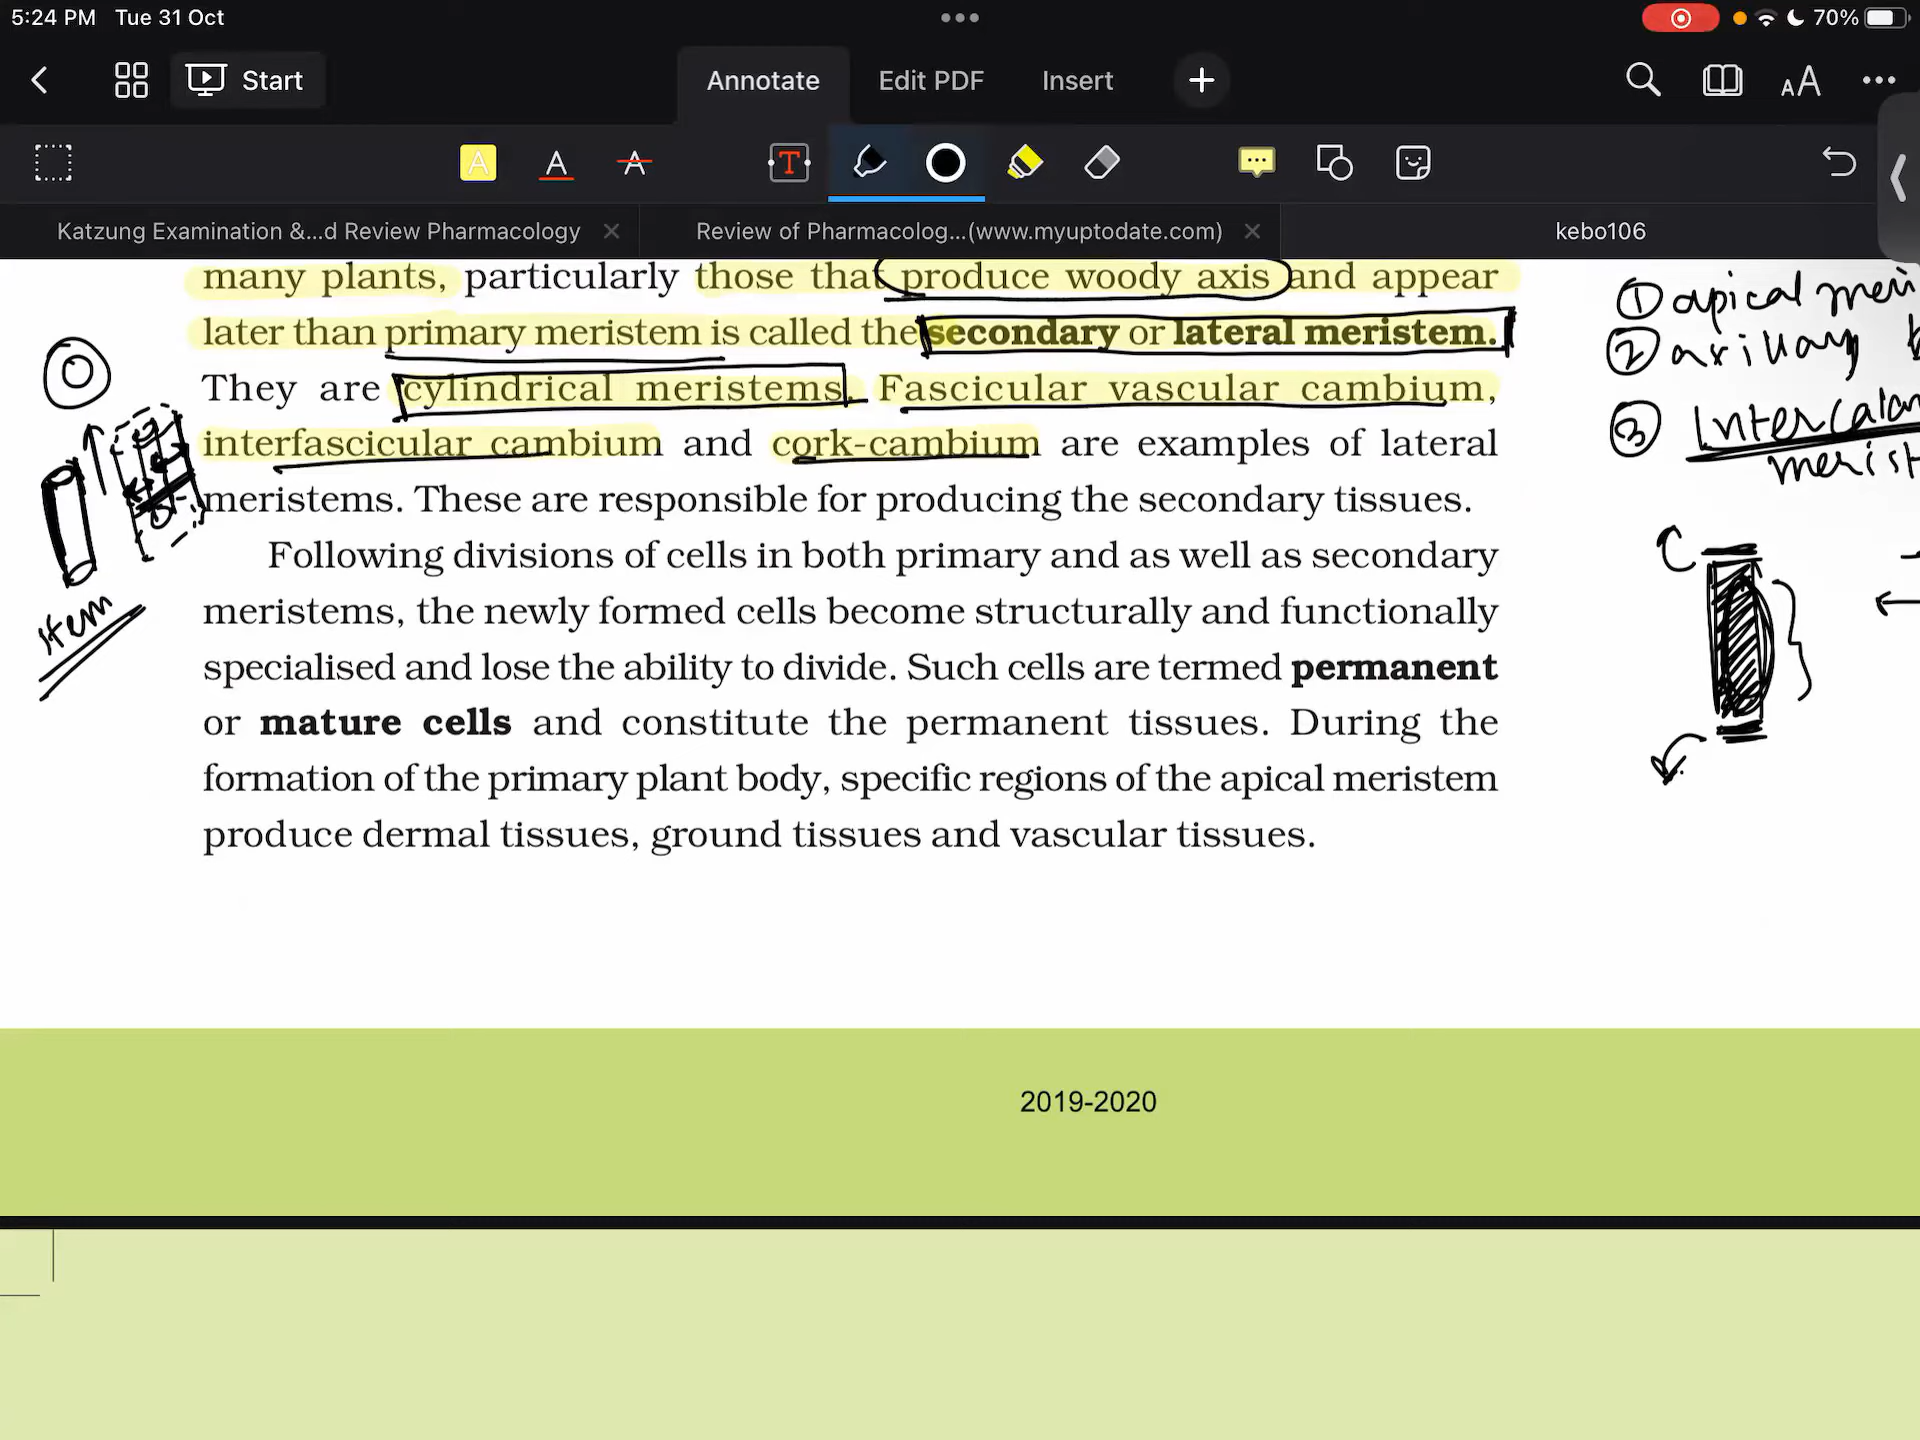 5:24 PM Tue 31 Oct
70%
Start
Annotate
Edit PDF
Insert
Katzung Examination &...d Review Pharmacology
Review of Pharmacolog...(www.myuptodate.com)
kebo106
many plants, particularly those that produce woody axis and appear
later than primary meristem is called the secondary or lateral meristem.
They are cylindrical meristems. Fascicular vascular cambium,
interfascicular cambium and cork-cambium are examples of lateral
meristems. These are responsible for producing the secondary tissues.
Following divisions of cells in both primary and as well as secondary
meristems, the newly formed cells become structurally and functionally
specialised and lose the ability to divide. Such cells are termed permanent
or mature cells and constitute the permanent tissues. During the
formation of the primary plant body, specific regions of the apical meristem
produce dermal tissues, ground tissues and vascular tissues.
stem
① apical meri
② axillary b
③ Intercalar
merist
2019-2020